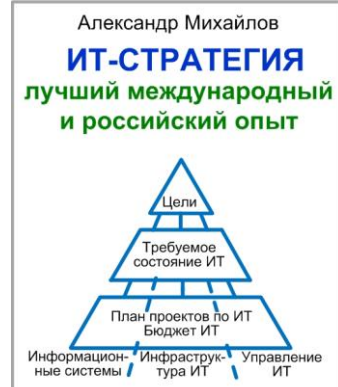 Александр Михайлов
ИТ-СТРАТЕГИЯ
лучший международный
и российский опыт
Цели
Требуемое
состояние ИТ
План проектов по ИТ
Бюджет ИТ
Информацион- Инфраструк- Управление
ные системы тура ИТ ИТ